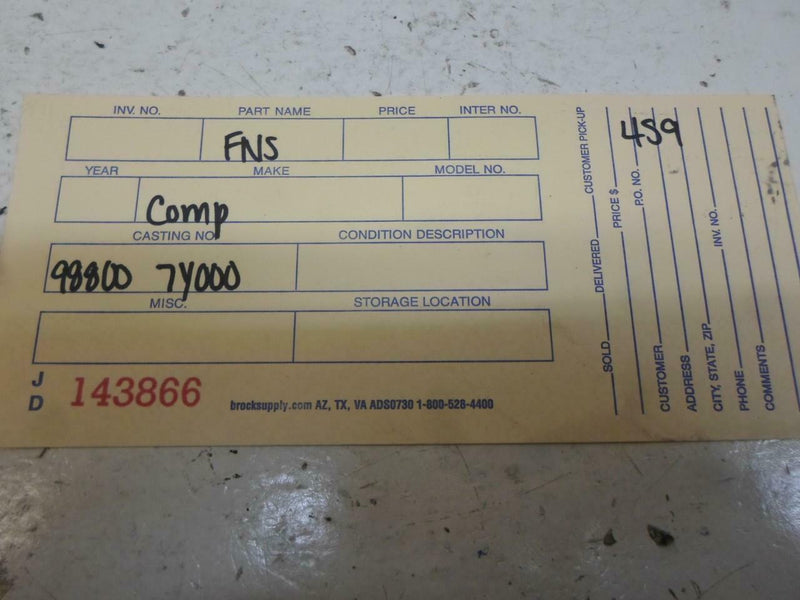 INV. NO. PART NAME PRICE INTER NO.
FNS
YEAR MAKE MODEL NO.
Comp
CASTING NO. CONDITION DESCRIPTION
98800 7Y000
MISC. STORAGE LOCATION
J
D
143866
brocksupply.com AZ, TX, VA ADS0730 1-800-528-4400
SOLD DELIVERED CUSTOMER PICK-UP
PRICE $
459
P.O. NO.
CUSTOMER
ADDRESS
CITY, STATE, ZIP INV. NO.
PHONE
COMMENTS